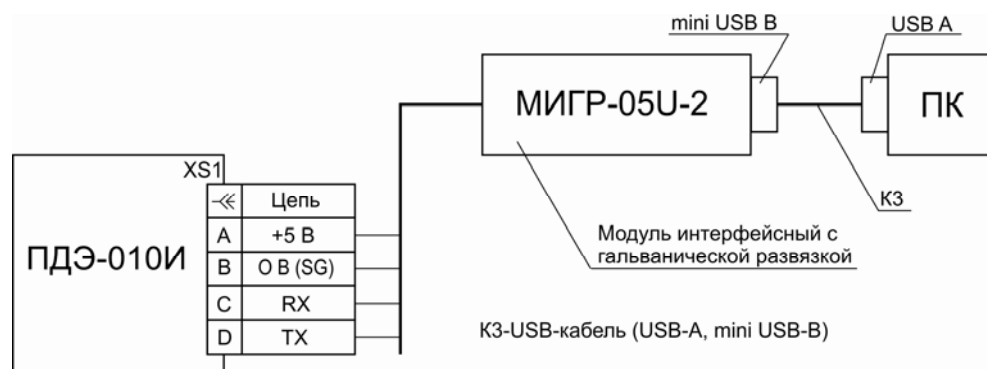 mini USB B
USB A
МИГР-05U-2
ПК
XS1
Цепь
К3
A
+5 В
ПДЭ-010И
B
О В (SG)
C
RX
D
TX
Модуль интерфейсный с
гальванической развязкой
К3-USB-кабель (USB-A, mini USB-B)